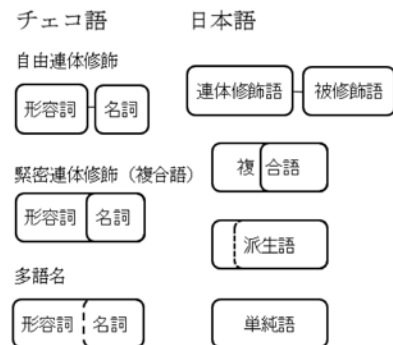 チェコ語
自由連体修飾
形容詞 名詞
緊密連体修飾（複合語）
形容詞 名詞
多語名
形容詞 名詞
日本語
連体修飾語 被修飾語
複合語
派生語
単純語